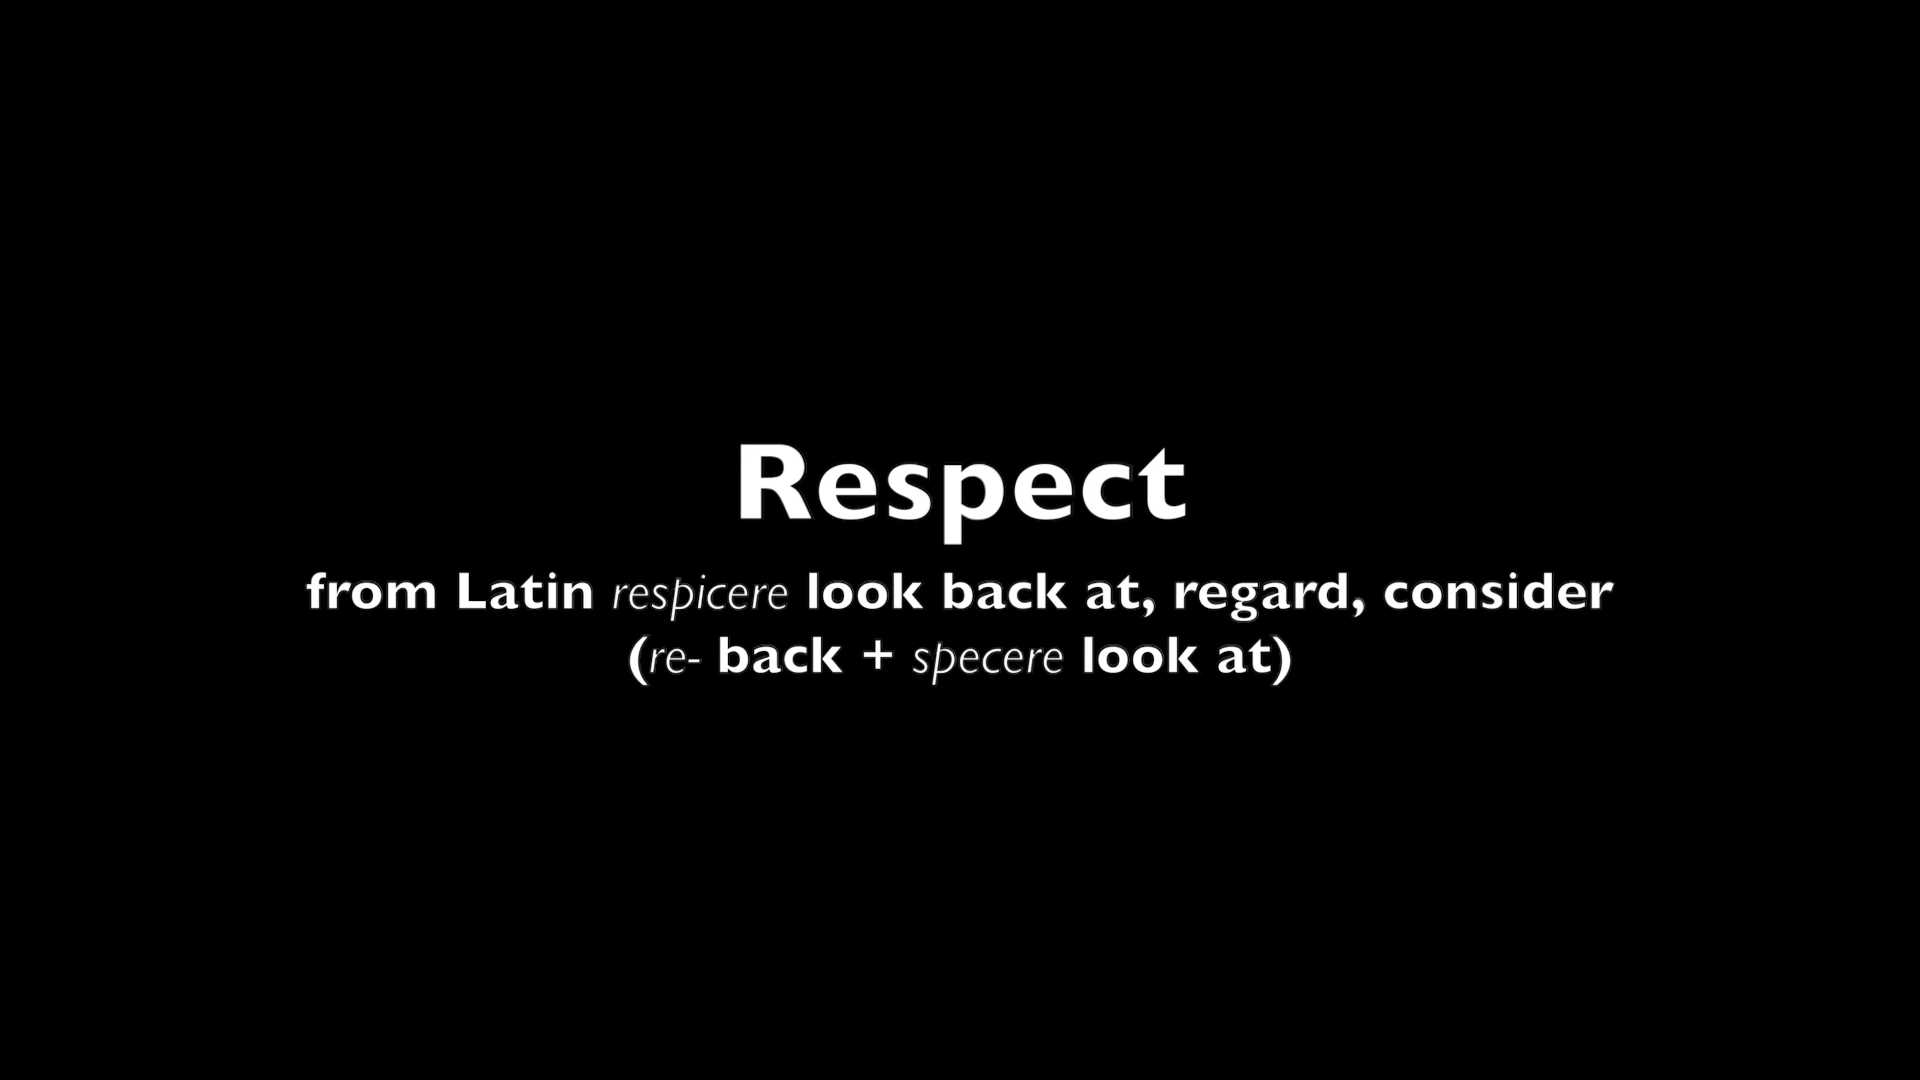 Respect
from Latin respicere look back at, regard, consider
(re- back + specere look at)